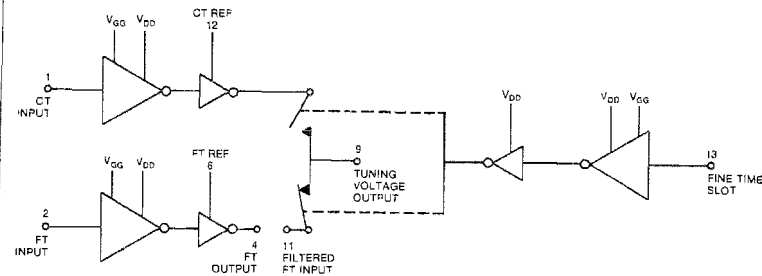 CT REF
12
VGG
VDD
1
CT
INPUT
VDD
VDD
VGG
9
TUNING
VOLTAGE
OUTPUT
13
FINE TIME
SLOT
VGG
VDD
FT REF
6
2
FT
INPUT
4
FT
OUTPUT
11
FILTERED
FT INPUT